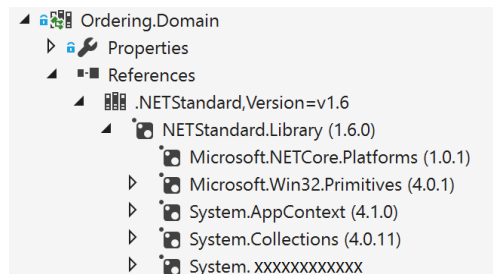 Ordering.Domain
Properties
References
.NETStandard,Version=v1.6
NETStandard.Library (1.6.0)
Microsoft.NETCore.Platforms (1.0.1)
Microsoft.Win32.Primitives (4.0.1)
System.AppContext (4.1.0)
System.Collections (4.0.11)
System. XXXXXXXXXXXX